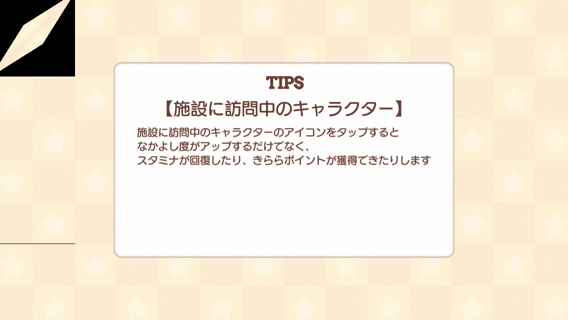 TIPS
【施設に訪問中のキャラクター】
施設に訪問中のキャラクターのアイコンをタップすると
なかよし度がアップするだけでなく、
スタミナが回復したり、きららポイントが獲得できたりします